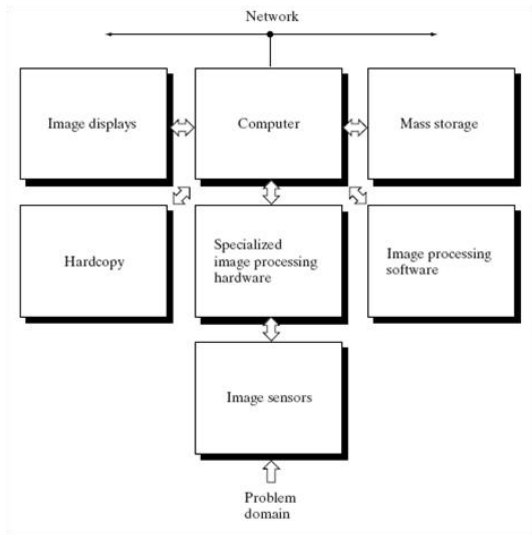 Network
Image displays
Computer
Mass storage
Hardcopy
Specialized
image processing
hardware
Image processing
software
Image sensors
Problem
domain